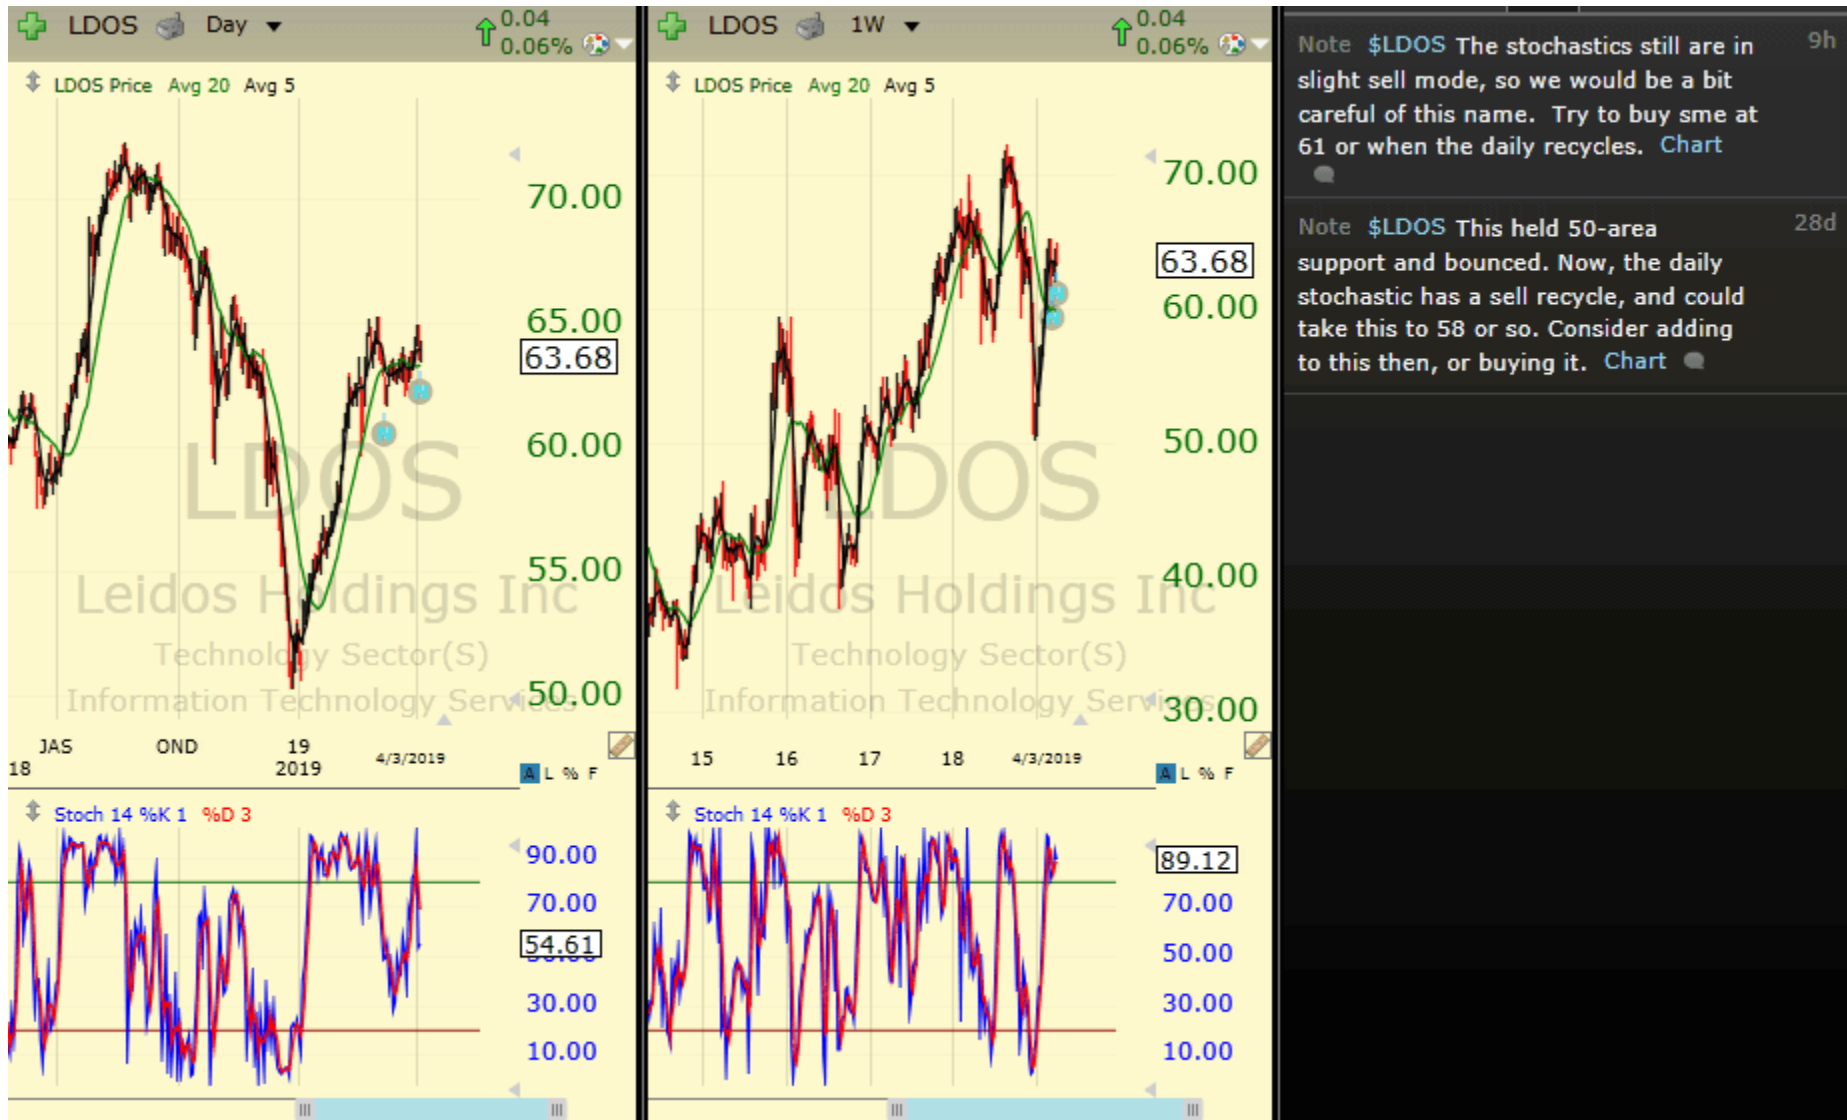 LDOS Day 0.04
0.06%
LDOS Price Avg 20 Avg 5
70.00
65.00
63.68
60.00
55.00
50.00
LDOS
Leidos Holdings Inc
Technology Sector(S)
Information Technology Services
JAS OND 19 4/3/2019
18 2019
A L % F
Stoch 14 %K 1 %D 3
90.00
70.00
54.61
30.00
10.00
LDOS 1W 0.04
0.06%
LDOS Price Avg 20 Avg 5
70.00
63.68
60.00
50.00
40.00
30.00
LDOS
Leidos Holdings Inc
Technology Sector(S)
Information Technology Services
15 16 17 18 4/3/2019
A L % F
Stoch 14 %K 1 %D 3
89.12
70.00
50.00
30.00
10.00
Note $LDOS The stochastics still are in 9h
slight sell mode, so we would be a bit
careful of this name. Try to buy sme at
61 or when the daily recycles. Chart
Note $LDOS This held 50-area 28d
support and bounced. Now, the daily
stochastic has a sell recycle, and could
take this to 58 or so. Consider adding
to this then, or buying it. Chart